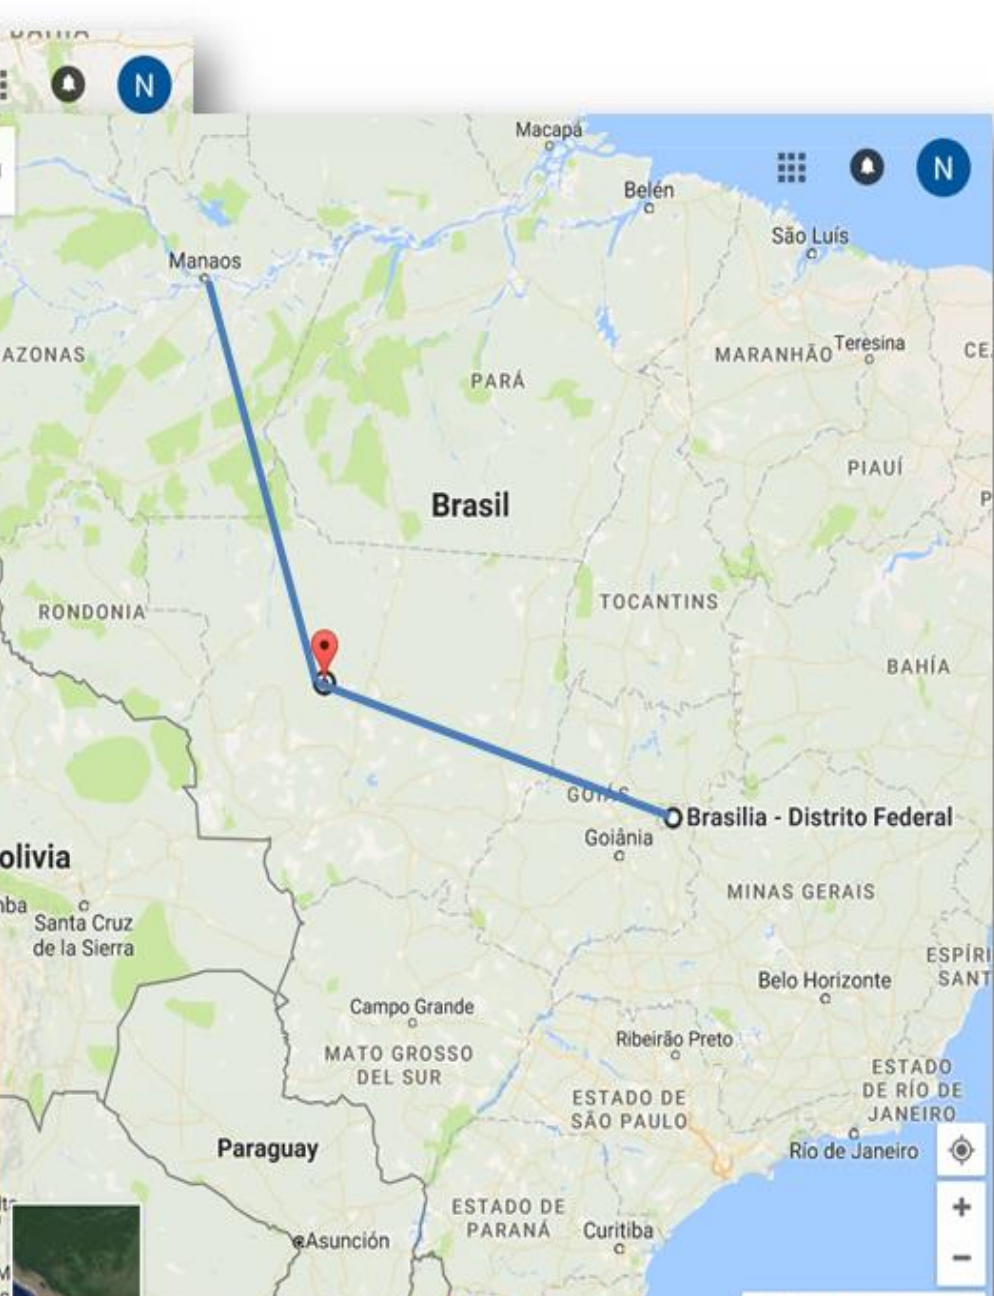 BAHIA
N
Macapá
N
Belén
São Luís
Manaos
AZONAS
MARANHÃO
Teresina
CE
PARÁ
PIAUÍ
Brasil
P
TOCANTINS
RONDONIA
BAHÍA
GOIÁS
Brasilia - Distrito Federal
Goiânia
olivia
MINAS GERAIS
nba
Santa Cruz
de la Sierra
ESPÍRI
SANT
Belo Horizonte
Campo Grande
Ribeirão Preto
MATO GROSSO
DEL SUR
ESTADO
DE RÍO DE
JANEIRO
ESTADO DE
SÃO PAULO
Río de Janeiro
Paraguay
+
ESTADO DE
PARANÁ
Curitiba
Asunción
−